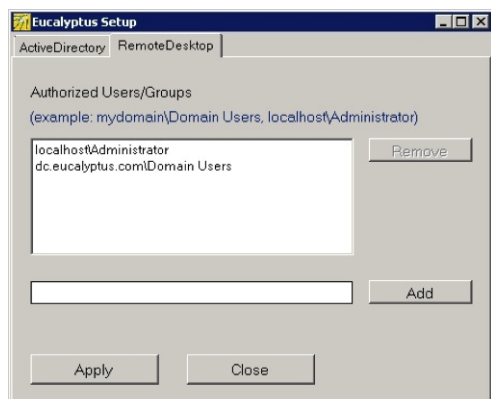 Eucalyptus Setup
ActiveDirectory RemoteDesktop
Authorized Users/Groups
(example: mydomain\Domain Users, localhost\Administrator)
localhost\Administrator
Remove
dc.eucalyptus.com\Domain Users
Add
Apply Close